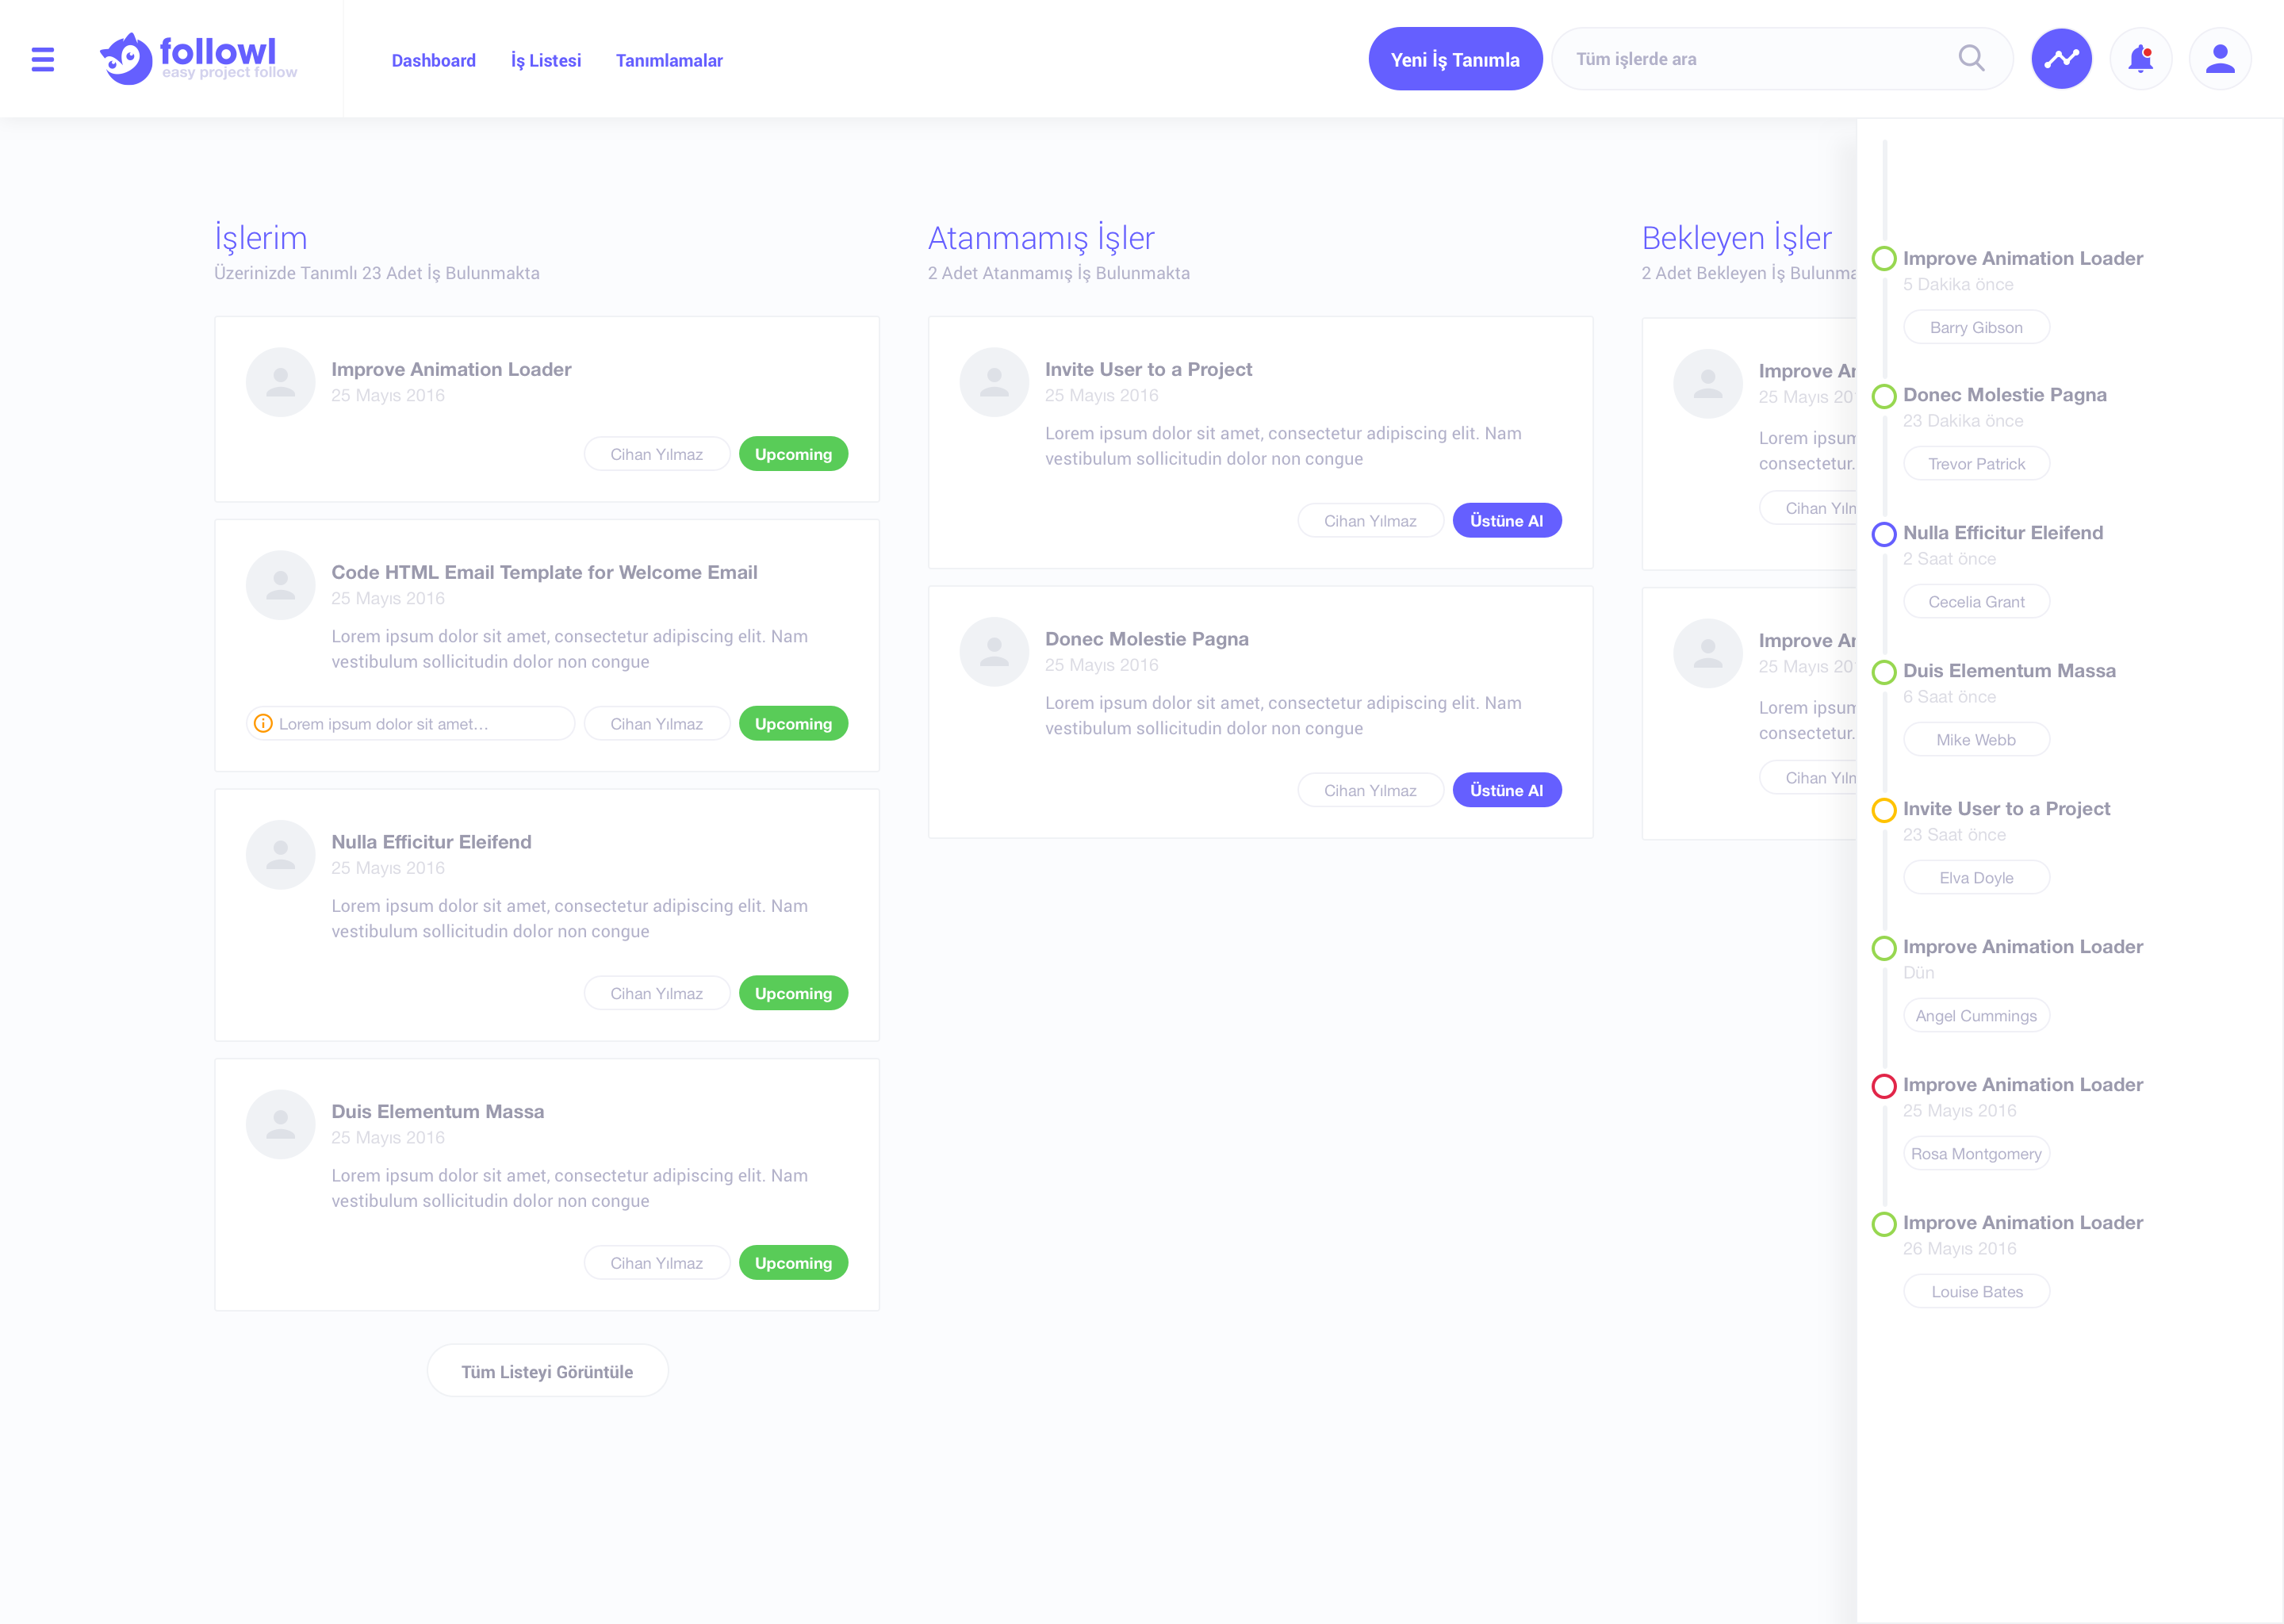 followl
easy project follow
Dashboard
İş Listesi
Tanımlamalar
Yeni İş Tanımla
Tüm işlerde ara
İşlerim
Üzerinizde Tanımlı 23 Adet İş Bulunmakta
Improve Animation Loader
25 Mayıs 2016
Cihan Yılmaz
Upcoming
Code HTML Email Template for Welcome Email
25 Mayıs 2016
Lorem ipsum dolor sit amet, consectetur adipiscing elit. Nam
vestibulum sollicitudin dolor non congue
Lorem ipsum dolor sit amet...
Cihan Yılmaz
Upcoming
Nulla Efficitur Eleifend
25 Mayıs 2016
Lorem ipsum dolor sit amet, consectetur adipiscing elit. Nam
vestibulum sollicitudin dolor non congue
Cihan Yılmaz
Upcoming
Duis Elementum Massa
25 Mayıs 2016
Lorem ipsum dolor sit amet, consectetur adipiscing elit. Nam
vestibulum sollicitudin dolor non congue
Cihan Yılmaz
Upcoming
Tüm Listeyi Görüntüle
Atanmamış İşler
2 Adet Atanmamış İş Bulunmakta
Invite User to a Project
25 Mayıs 2016
Lorem ipsum dolor sit amet, consectetur adipiscing elit. Nam
vestibulum sollicitudin dolor non congue
Cihan Yılmaz
Üstüne Al
Donec Molestie Pagna
25 Mayıs 2016
Lorem ipsum dolor sit amet, consectetur adipiscing elit. Nam
vestibulum sollicitudin dolor non congue
Cihan Yılmaz
Üstüne Al
Bekleyen İşler
2 Adet Bekleyen İş
Improve
25 Mayıs
Lorem ipsum
consectetur.
Cihan
Improve
25 Mayıs
Lorem ipsum
consectetur.
Cihan
Improve Animation Loader
5 Dakika önce
Barry Gibson
Donec Molestie Pagna
23 Dakika önce
Trevor Patrick
Nulla Efficitur Eleifend
2 Saat önce
Cecelia Grant
Duis Elementum Massa
6 Saat önce
Mike Webb
Invite User to a Project
23 Saat önce
Elva Doyle
Improve Animation Loader
Dün
Angel Cummings
Improve Animation Loader
25 Mayıs 2016
Rosa Montgomery
Improve Animation Loader
26 Mayıs 2016
Louise Bates